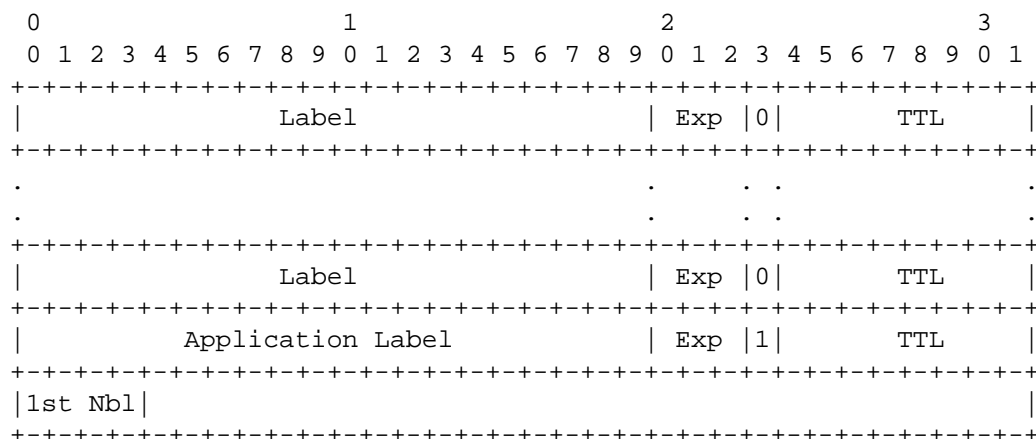 0                   1                   2                   3
 0 1 2 3 4 5 6 7 8 9 0 1 2 3 4 5 6 7 8 9 0 1 2 3 4 5 6 7 8 9 0 1
+-+-+-+-+-+-+-+-+-+-+-+-+-+-+-+-+-+-+-+-+-+-+-+-+-+-+-+-+-+-+-+-+
|                Label                  | Exp |0|       TTL     |
+-+-+-+-+-+-+-+-+-+-+-+-+-+-+-+-+-+-+-+-+-+-+-+-+-+-+-+-+-+-+-+-+
.                                       .     . .               .
.                                       .     . .               .
+-+-+-+-+-+-+-+-+-+-+-+-+-+-+-+-+-+-+-+-+-+-+-+-+-+-+-+-+-+-+-+-+
|                Label                  | Exp |0|       TTL     |
+-+-+-+-+-+-+-+-+-+-+-+-+-+-+-+-+-+-+-+-+-+-+-+-+-+-+-+-+-+-+-+-+
|          Application Label            | Exp |1|       TTL     |
+-+-+-+-+-+-+-+-+-+-+-+-+-+-+-+-+-+-+-+-+-+-+-+-+-+-+-+-+-+-+-+-+
|1st Nbl|                                                       |
+-+-+-+-+-+-+-+-+-+-+-+-+-+-+-+-+-+-+-+-+-+-+-+-+-+-+-+-+-+-+-+-+